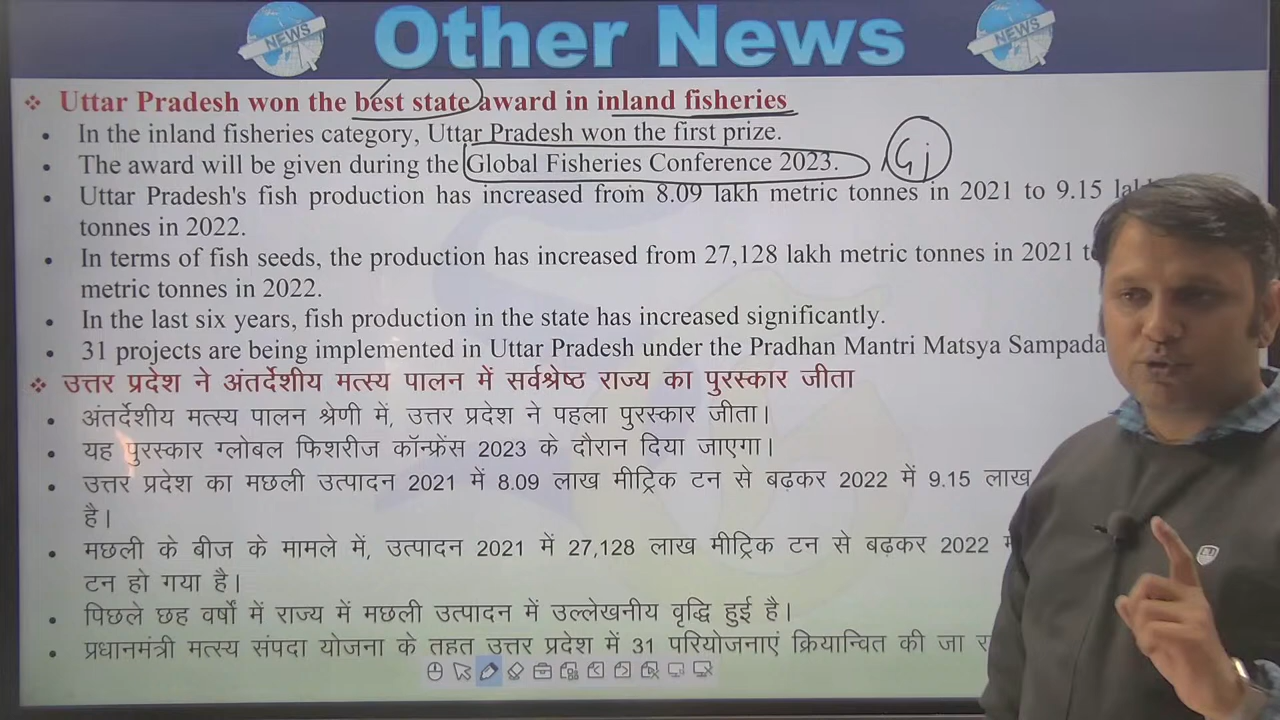 NEWS
Other News
NEWS
Uttar Pradesh won the best state award in inland fisheries
In the inland fisheries category, Uttar Pradesh won the first prize.
The award will be given during the Global Fisheries Conference 2023. Gj
Uttar Pradesh's fish production has increased from 8.09 lakh metric tonnes in 2021 to 9.15
tonnes in 2022.
In terms of fish seeds, the production has increased from 27,128 lakh metric tonnes in 2021
metric tonnes in 2022.
In the last six years, fish production in the state has increased significantly.
31 projects are being implemented in Uttar Pradesh under the Pradhan Mantri Matsya Sampada
उत्तर प्रदेश ने अंतर्देशीय मत्स्य पालन में सर्वश्रेष्ठ राज्य का पुरस्कार जीता
अंतर्देशीय मत्स्य पालन श्रेणी में, उत्तर प्रदेश ने पहला पुरस्कार जीता।
यह पुरस्कार ग्लोबल फिशरीज कॉन्फ्रेंस 2023 के दौरान दिया जाएगा।
उत्तर प्रदेश का मछली उत्पादन 2021 में 8.09 लाख मीट्रिक टन से बढ़कर 2022 में 9.15 लाख
है।
मछली के बीज के मामले में, उत्पादन 2021 में 27,128 लाख मीट्रिक टन से बढ़कर 2022
टन हो गया है।
पिछले छह वर्षों में राज्य में मछली उत्पादन में उल्लेखनीय वृद्धि हुई है।
प्रधानमंत्री मत्स्य संपदा योजना के तहत उत्तर प्रदेश में 31 परियोजनाएं क्रियान्वित की जा